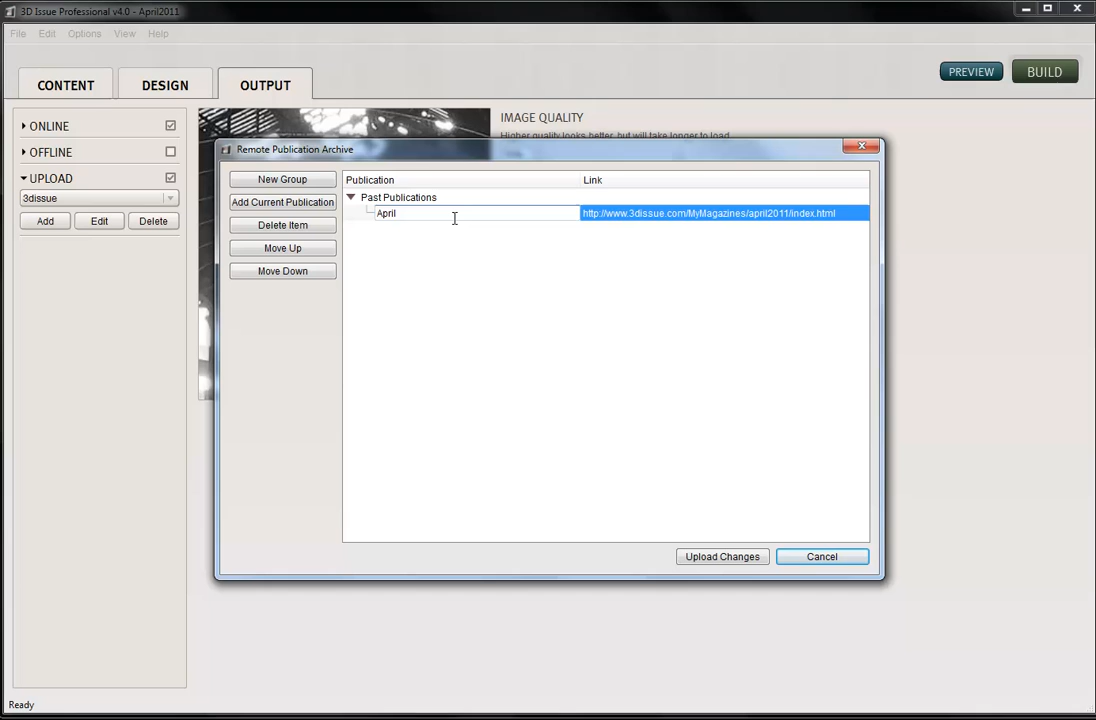 3D Issue Professional v4.0 - April2011
File Edit Options View Help
CONTENT DESIGN OUTPUT
PREVIEW BUILD
ONLINE
OFFLINE
UPLOAD
3dissue
Add Edit Delete
IMAGE QUALITY
Higher quality looks better, but will take longer to load
Remote Publication Archive
New Group
Add Current Publication
Delete Item
Move Up
Move Down
Publication Link
Past Publications
April http://www.3dissue.com/MyMagazines/april2011/index.html
Upload Changes Cancel
Ready